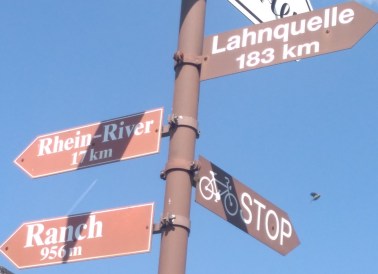 Lahnquelle
183 km
Rhein-River
17 km
STOP
Ranch
956 m